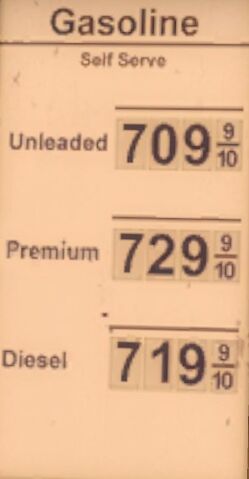 Gasoline
Self Serve
Unleaded 709 9/10
Premium 729 9/10
Diesel 719 9/10